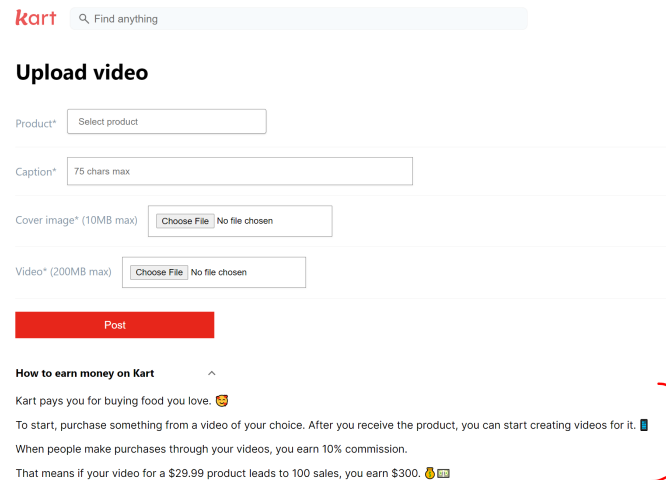 kart
Find anything
Upload video
Product* Select product
Caption* 75 chars max
Cover image* (10MB max) Choose File No file chosen
Video* (200MB max) Choose File No file chosen
Post
How to earn money on Kart
Kart pays you for buying food you love. 🥰
To start, purchase something from a video of your choice. After you receive the product, you can start creating videos for it. 📱
When people make purchases through your videos, you earn 10% commission.
That means if your video for a $29.99 product leads to 100 sales, you earn $300. 💰💵